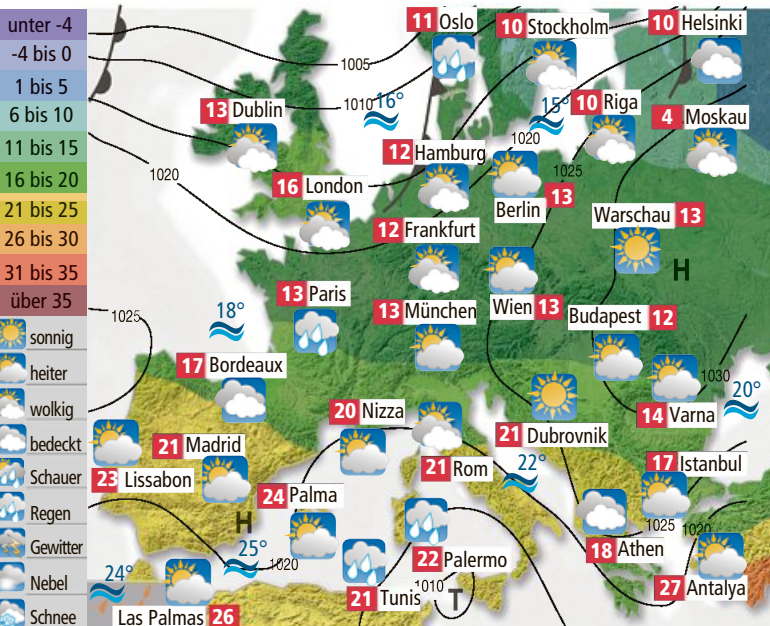 unter -4
-4 bis 0
1 bis 5
6 bis 10
11 bis 15
16 bis 20
21 bis 25
26 bis 30
31 bis 35
über 35
sonnig
heiter
wolkig
bedeckt
Schauer
Regen
Gewitter
Nebel
Schnee
11 Oslo
10 Stockholm
10 Helsinki
1005
1010
16°
15°
13 Dublin
10 Riga
4 Moskau
1020
12 Hamburg
1020
1025
16 London
Berlin 13
Warschau 13
12 Frankfurt
H
13 Paris
18°
1025
13 München
Wien 13
Budapest 12
17 Bordeaux
1030
20°
20 Nizza
14 Varna
21 Madrid
21 Dubrovnik
23 Lissabon
21 Rom
22°
17 Istanbul
24 Palma
H
1025
1020
25°
1020
18 Athen
22 Palermo
24°
1010
T
27 Antalya
21 Tunis
Las Palmas 26